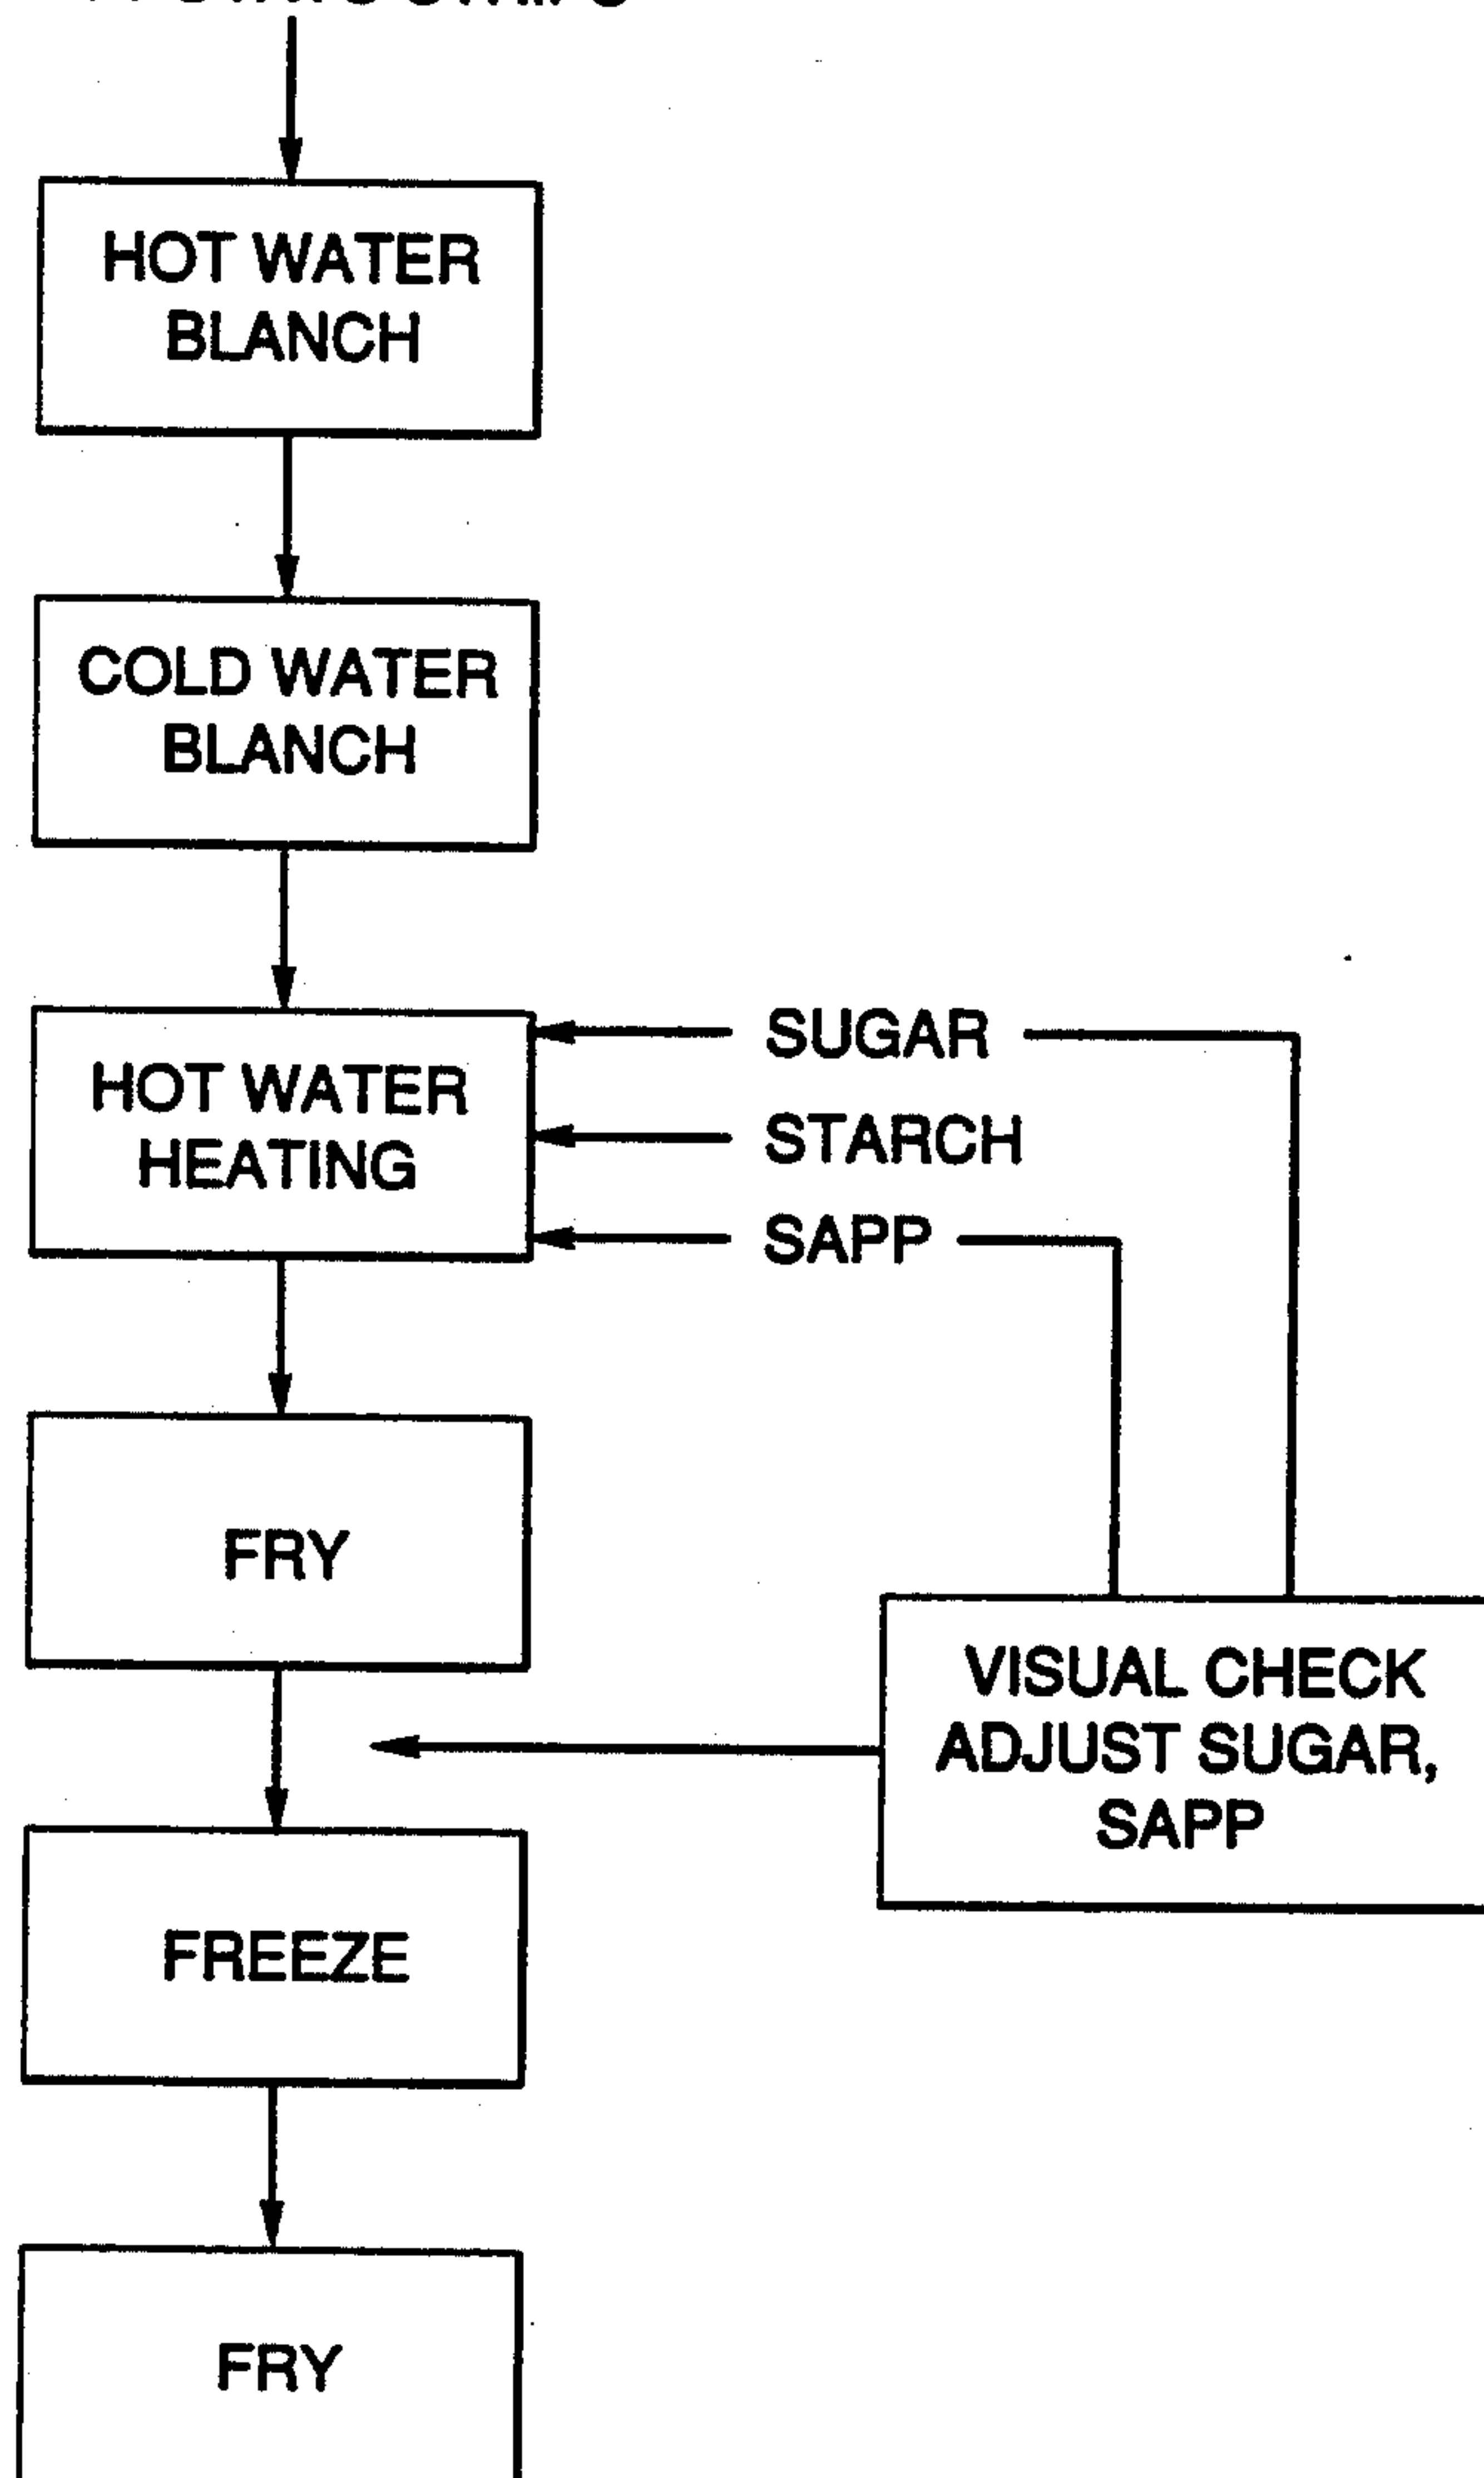 HOT WATER
BLANCH
COLD WATER
BLANCH
HOT WATER
HEATING
SUGAR
STARCH
SAPP
FRY
VISUAL CHECK
ADJUST SUGAR,
SAPP
FREEZE
FRY